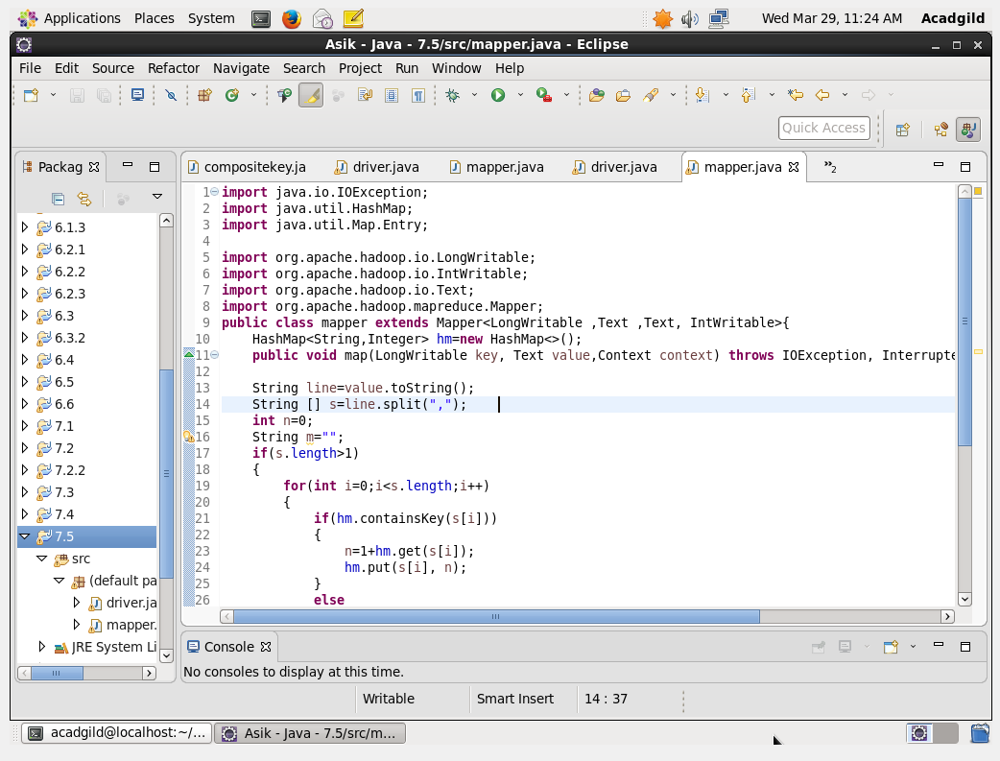 Applications Places System Wed Mar 29, 11:24 AM Acadgild
Asik - Java - 7.5/src/mapper.java - Eclipse
File Edit Source Refactor Navigate Search Project Run Window Help
Quick Access
Packag
compositekey.ja driver.java mapper.java driver.java mapper.java »2
6.1.3
6.2.1
6.2.2
6.2.3
6.3
6.3.2
6.4
6.5
6.6
7.1
7.2
7.2.2
7.3
7.4
7.5
src
(default pa
driver.ja
mapper.
JRE System Li
1 import java.io.IOException;
2 import java.util.HashMap;
3 import java.util.Map.Entry;
4
5 import org.apache.hadoop.io.LongWritable;
6 import org.apache.hadoop.io.IntWritable;
7 import org.apache.hadoop.io.Text;
8 import org.apache.hadoop.mapreduce.Mapper;
9 public class mapper extends Mapper<LongWritable ,Text ,Text, IntWritable>{
10 HashMap<String,Integer> hm=new HashMap<>();
11 public void map(LongWritable key, Text value,Context context) throws IOException, Interrupte
12
13 String line=value.toString();
14 String [] s=line.split(",");
15 int n=0;
16 String m="";
17 if(s.length>1)
18 {
19 for(int i=0;i<s.length;i++)
20 {
21 if(hm.containsKey(s[i]))
22 {
23 n=1+hm.get(s[i]);
24 hm.put(s[i], n);
25 }
26 else
Console
No consoles to display at this time.
Writable Smart Insert 14 : 37
acadgild@localhost:~/... Asik - Java - 7.5/src/m...